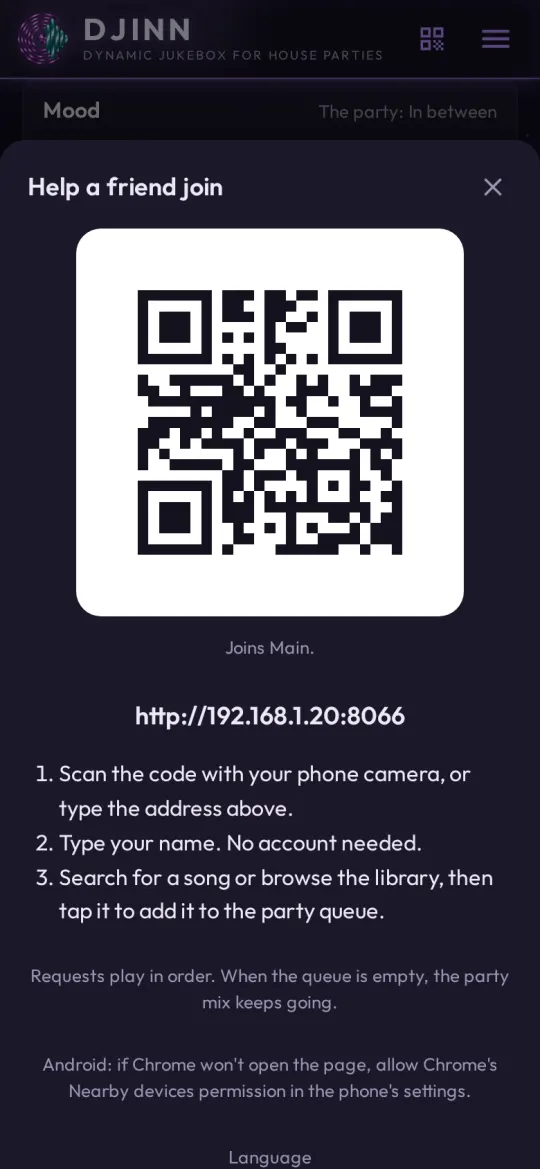 DJINN
DYNAMIC JUKEBOX FOR HOUSE PARTIES
Mood
The party: In between
Help a friend join
Joins Main.
http://192.168.1.20:8066
1. Scan the code with your phone camera, or
type the address above.
2. Type your name. No account needed.
3. Search for a song or browse the library, then
tap it to add it to the party queue.
Requests play in order. When the queue is empty, the party
mix keeps going.
Android: if Chrome won't open the page, allow Chrome's
Nearby devices permission in the phone's settings.
Language